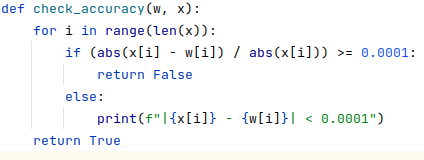 def check_accuracy(w, x):
    for i in range(len(x)):
        if (abs(x[i] - w[i]) / abs(x[i])) >= 0.0001:
            return False
        else:
            print(f"|{x[i]} - {w[i]}| < 0.0001")
    return True